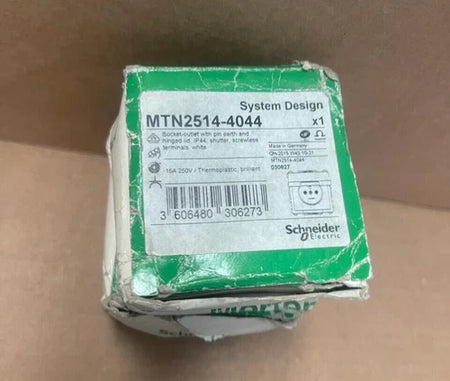 System Design
MTN2514-4044
x1
Socket-outlet with pin earth and
hinged lid, IP44, shutter, screwless
terminals, white
16A 250V / Thermoplastic, brilliant
Made in Germany
MTN2514-4044
030627
3 606480 306273
Schneider
Electric